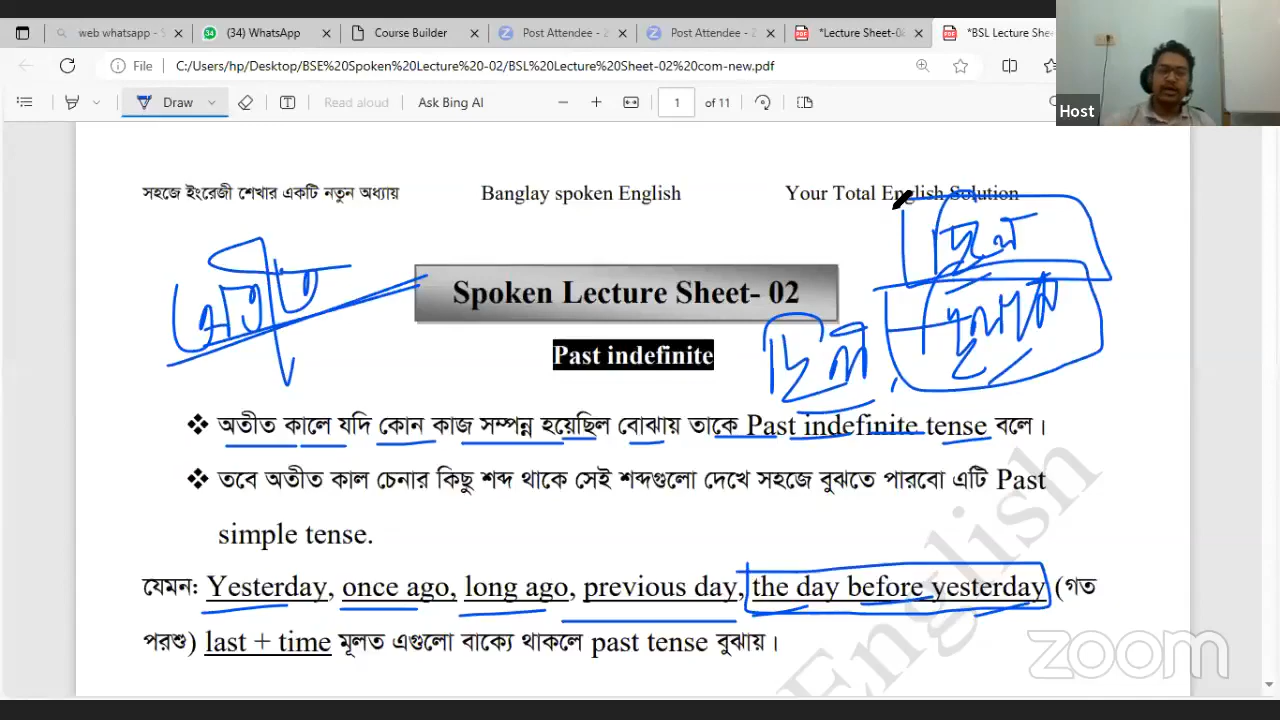 web whatsapp - S
(34) WhatsApp
Course Builder
Post Attendee - Z
Post Attendee - Z
*Lecture Sheet-0
*BSL Lecture She
File
C:/Users/hp/Desktop/BSE%20Spoken%20Lecture%20-02/BSL%20Lecture%20Sheet-02%20com-new.pdf
Draw
Read aloud
Ask Bing AI
1 of 11
Host
সহজে ইংরেজী শেখার একটি নতুন অধ্যায় Banglay spoken English Your Total English Solution
অতীত
Spoken Lecture Sheet- 02
Past indefinite
❖ অতীত কালে যদি কোন কাজ সম্পন্ন হয়েছিল বোঝায় তাকে Past indefinite tense বলে।
❖ তবে অতীত কাল চেনার কিছু শব্দ থাকে সেই শব্দগুলো দেখে সহজে বুঝতে পারবো এটি Past
simple tense.
যেমনঃ Yesterday, once ago, long ago, previous day, the day before yesterday (গত
পরশু) last + time মূলত এগুলো বাক্যে থাকলে past tense বুঝায়।
English
zoom